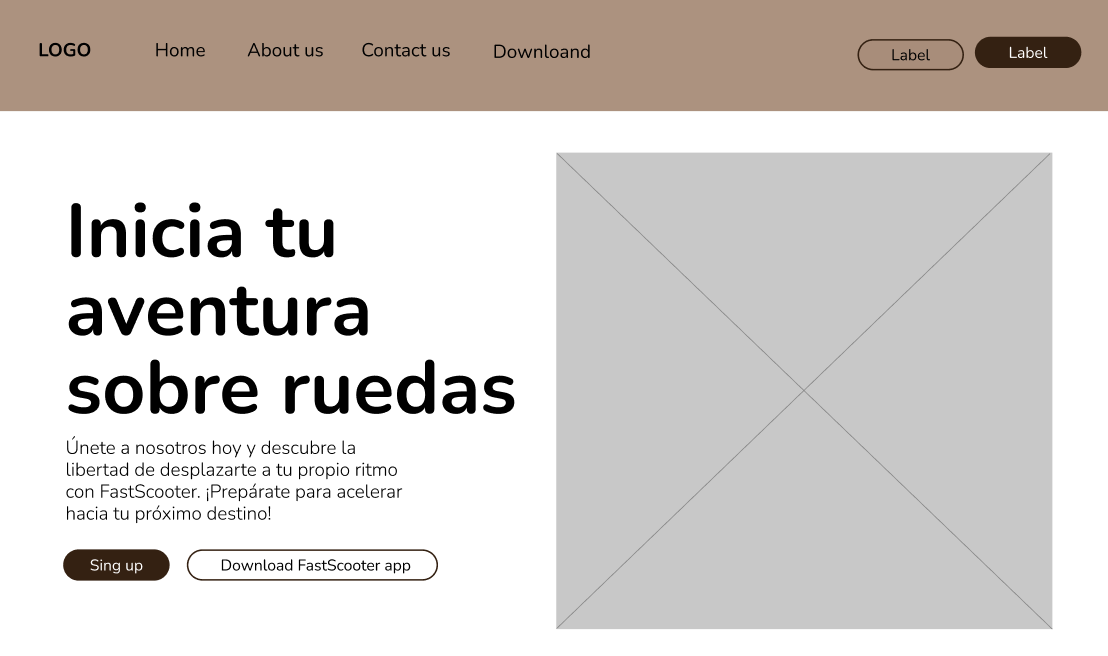 LOGO Home About us Contact us Downloand Label Label
Inicia tu
aventura
sobre ruedas
Únete a nosotros hoy y descubre la
libertad de desplazarte a tu propio ritmo
con FastScooter. ¡Prepárate para acelerar
hacia tu próximo destino!
Sing up Download FastScooter app